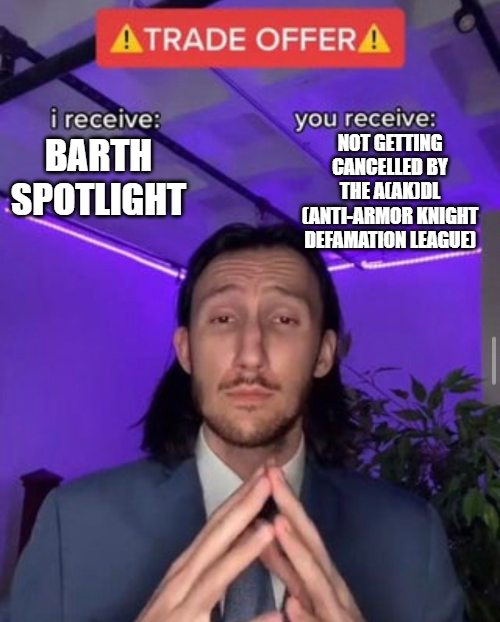 ⚠TRADE OFFER⚠
i receive:
you receive:
BARTH
SPOTLIGHT
NOT GETTING
CANCELLED BY
THE A(AK)DL
(ANTI-ARMOR KNIGHT
DEFAMATION LEAGUE)